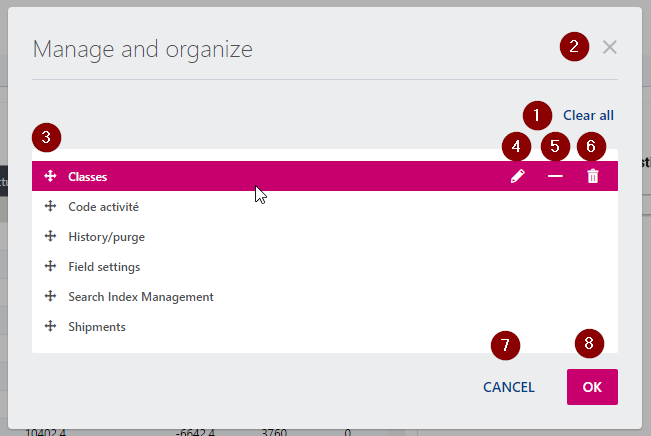 Manage and organize
2
1
Clear all
3
4
5
6
Classes
Code activité
History/purge
Field settings
Search Index Management
Shipments
7
8
CANCEL
OK
10402.4 -6642.4 3760 0